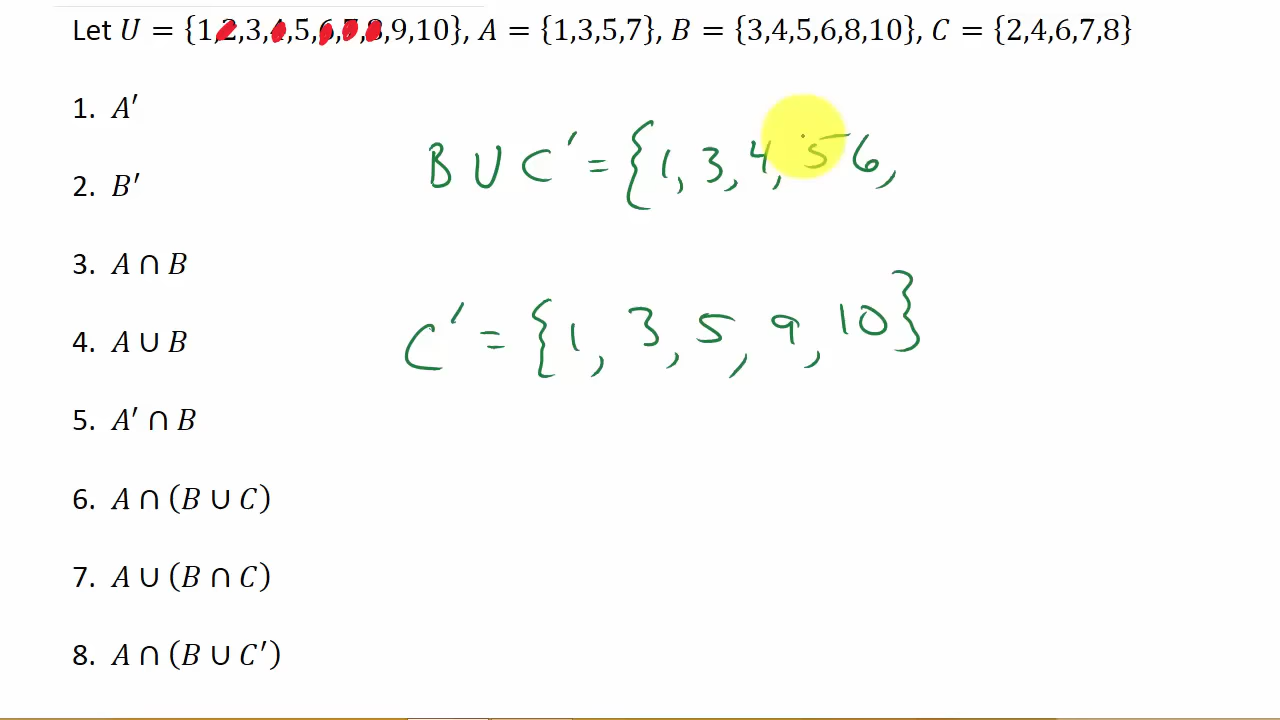 Let U = {1,2,3,4,5,6,7,8,9,10}, A = {1,3,5,7}, B = {3,4,5,6,8,10}, C = {2,4,6,7,8}
1. A′
B ∪ C′ = {1, 3, 4, 5 6,
2. B′
3. A ∩ B
C′ = {1, 3, 5, 9, 10}
4. A ∪ B
5. A′ ∩ B
6. A ∩ (B ∪ C)
7. A ∪ (B ∩ C)
8. A ∩ (B ∪ C′)